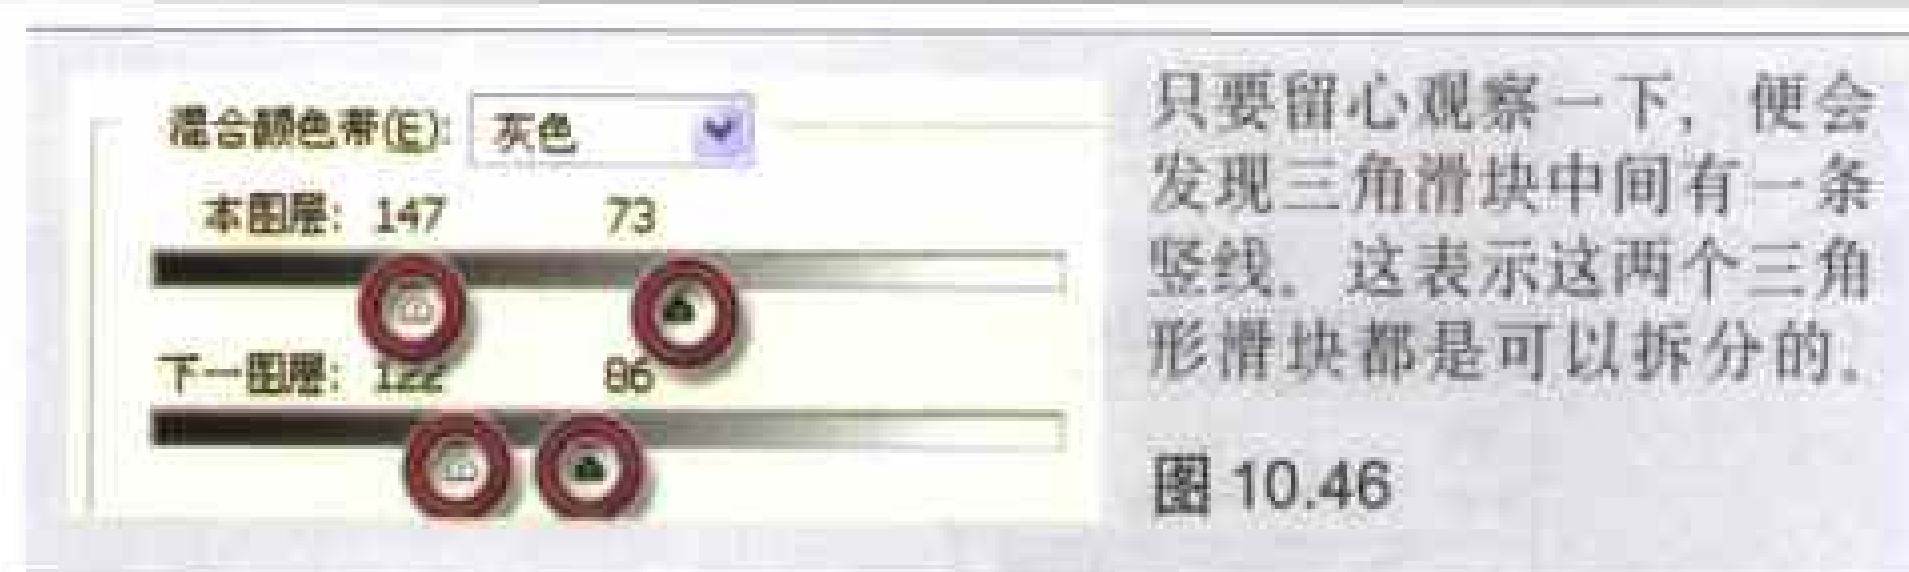 混合颜色带(E): 灰色
本图层: 147 73
下一图层: 122 86
只要留心观察一下，便会
发现三角滑块中间有一条
竖线。这表示这两个三角
形滑块都是可以拆分的。
图 10.46